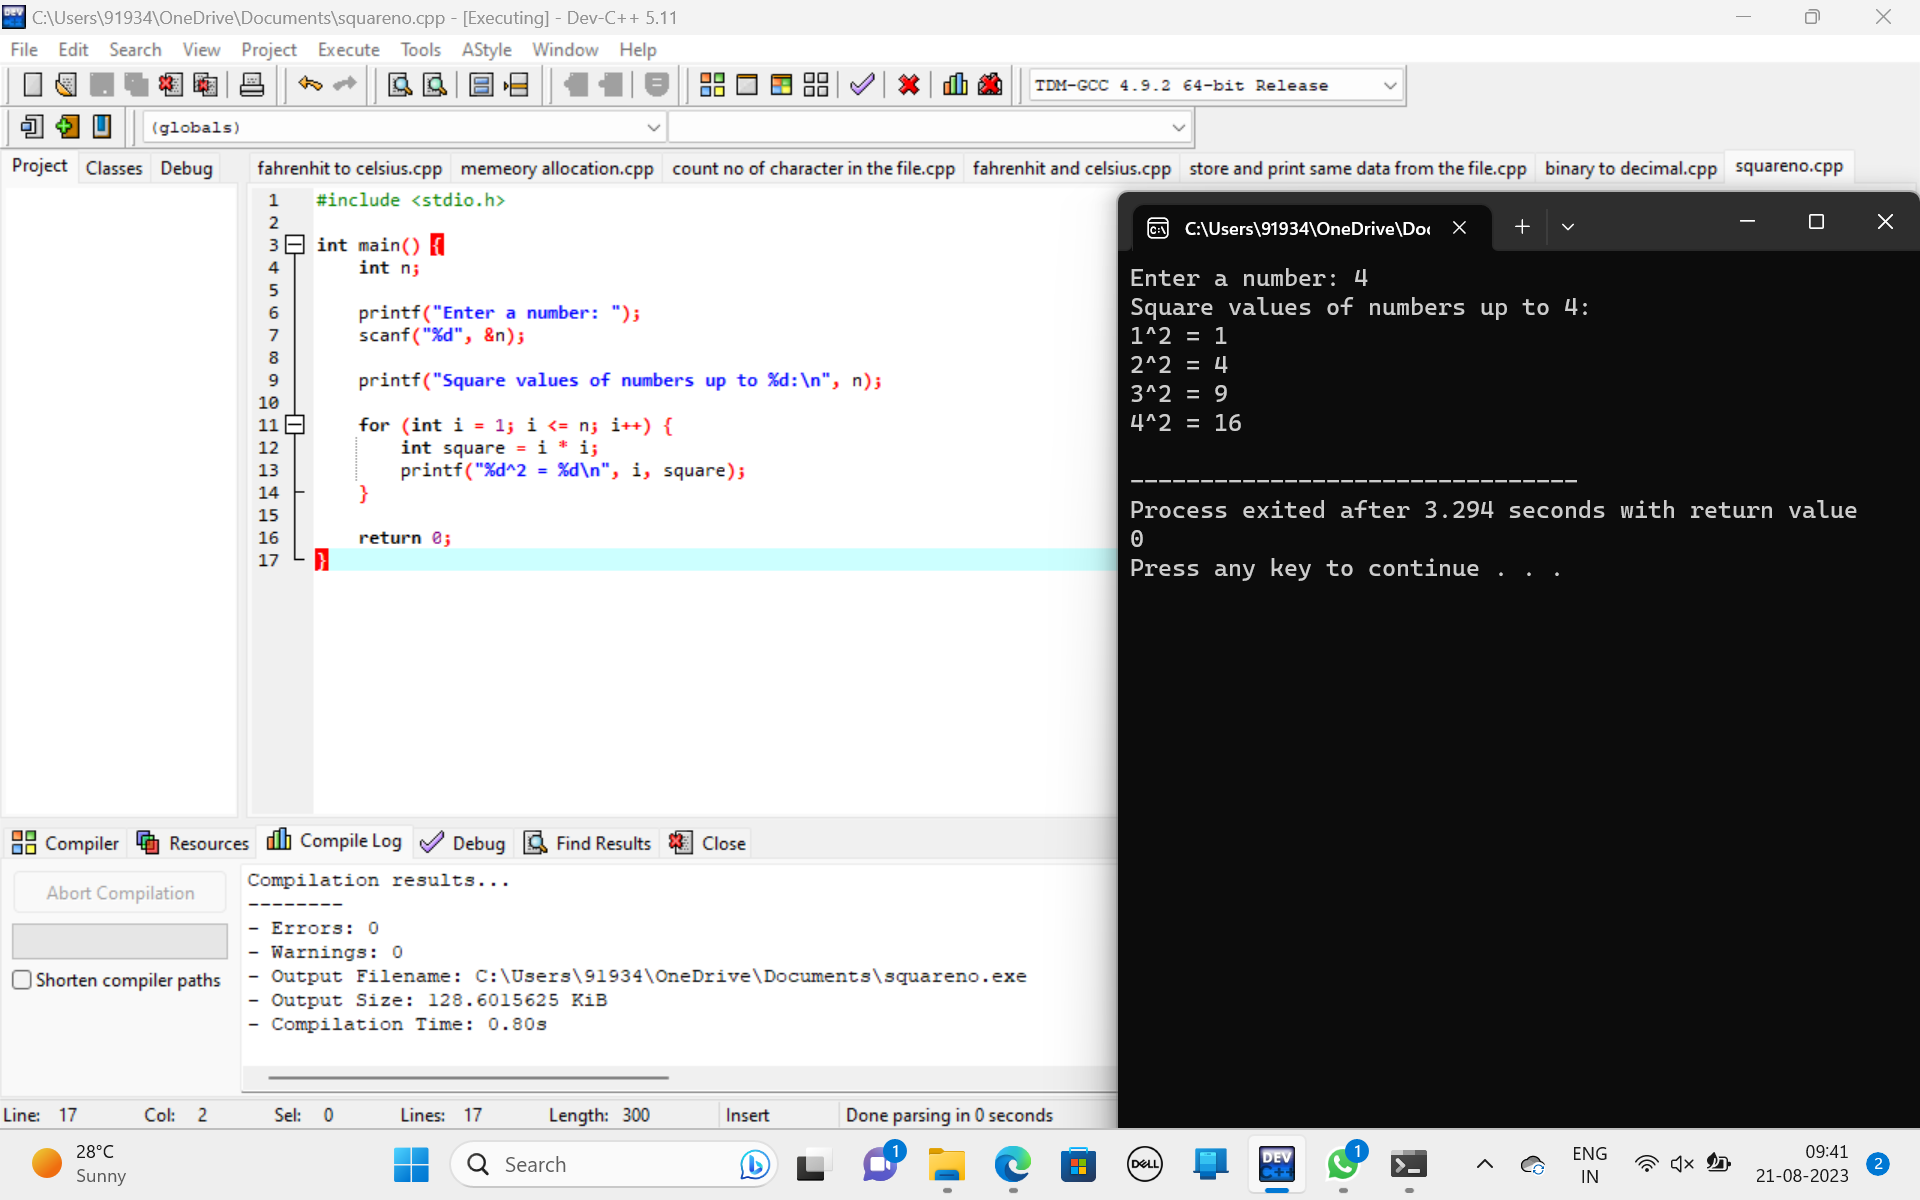 C:\Users\91934\OneDrive\Documents\squareno.cpp - [Executing] - Dev-C++ 5.11
File Edit Search View Project Execute Tools AStyle Window Help
TDM-GCC 4.9.2 64-bit Release
(globals)
Project Classes Debug
fahrenhit to celsius.cpp memeory allocation.cpp count no of character in the file.cpp fahrenhit and celsius.cpp store and print same data from the file.cpp binary to decimal.cpp squareno.cpp
1 #include <stdio.h>
2
3 int main() {
4     int n;
5
6     printf("Enter a number: ");
7     scanf("%d", &n);
8
9     printf("Square values of numbers up to %d:\n", n);
10
11     for (int i = 1; i <= n; i++) {
12         int square = i * i;
13         printf("%d^2 = %d\n", i, square);
14     }
15
16     return 0;
17 }
C:\Users\91934\OneDrive\Do
Enter a number: 4
Square values of numbers up to 4:
1^2 = 1
2^2 = 4
3^2 = 9
4^2 = 16
--------------------------------
Process exited after 3.294 seconds with return value
0
Press any key to continue . . .
Compiler Resources Compile Log Debug Find Results Close
Abort Compilation
Shorten compiler paths
Compilation results...
--------
- Errors: 0
- Warnings: 0
- Output Filename: C:\Users\91934\OneDrive\Documents\squareno.exe
- Output Size: 128.6015625 KiB
- Compilation Time: 0.80s
Line: 17 Col: 2 Sel: 0 Lines: 17 Length: 300 Insert Done parsing in 0 seconds
28°C
Sunny
Search
1
DELL
DEV
C++
1
ENG
IN
09:41
21-08-2023
2